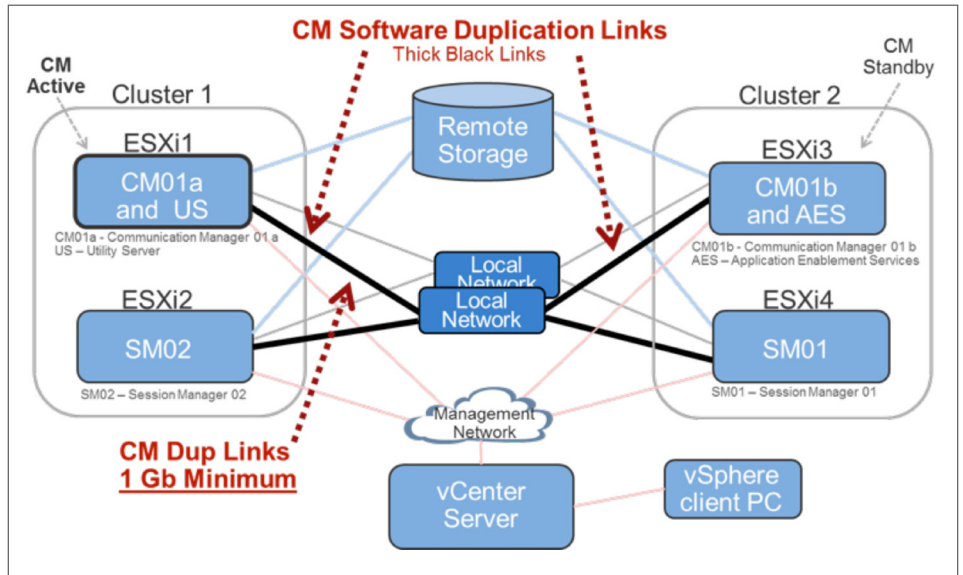 CM Software Duplication Links
Thick Black Links
CM
Active
CM
Standby
Cluster 1
Cluster 2
Remote
Storage
ESXi1
CM01a
and US
CM01a - Communication Manager 01 a
US – Utility Server
ESXi3
CM01b
and AES
CM01b - Communication Manager 01 b
AES – Application Enablement Services
Local
Network
Local
Network
ESXi2
SM02
SM02 – Session Manager 02
ESXi4
SM01
SM01 – Session Manager 01
Management
Network
CM Dup Links
1 Gb Minimum
vCenter
Server
vSphere
client PC